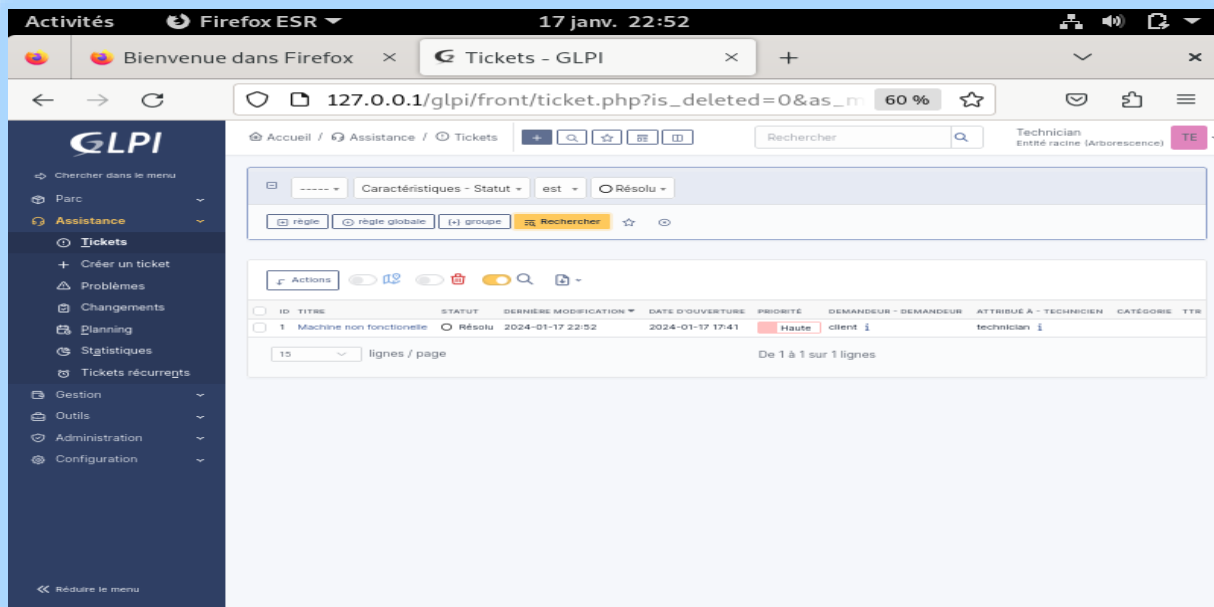 Activités Firefox ESR 17 janv. 22:52
Bienvenue dans Firefox Tickets - GLPI
127.0.0.1/glpi/front/ticket.php?is_deleted=0&as_m 60 %
GLPI
Accueil / Assistance / Tickets Rechercher Technician
Entité racine (Arborescence) TE
Chercher dans le menu
Parc
Assistance
Tickets
Créer un ticket
Problèmes
Changements
Planning
Statistiques
Tickets récurrents
Gestion
Outils
Administration
Configuration
Réduire le menu
----- Caractéristiques - Statut est Résolu
règle règle globale (+) groupe Rechercher
Actions
ID TITRE STATUT DERNIÈRE MODIFICATION DATE D'OUVERTURE PRIORITÉ DEMANDEUR - DEMANDEUR ATTRIBUÉ À - TECHNICIEN CATÉGORIE TTR
1 Machine non fonctionelle Résolu 2024-01-17 22:52 2024-01-17 17:41 Haute client i technician i
15 lignes / page De 1 à 1 sur 1 lignes